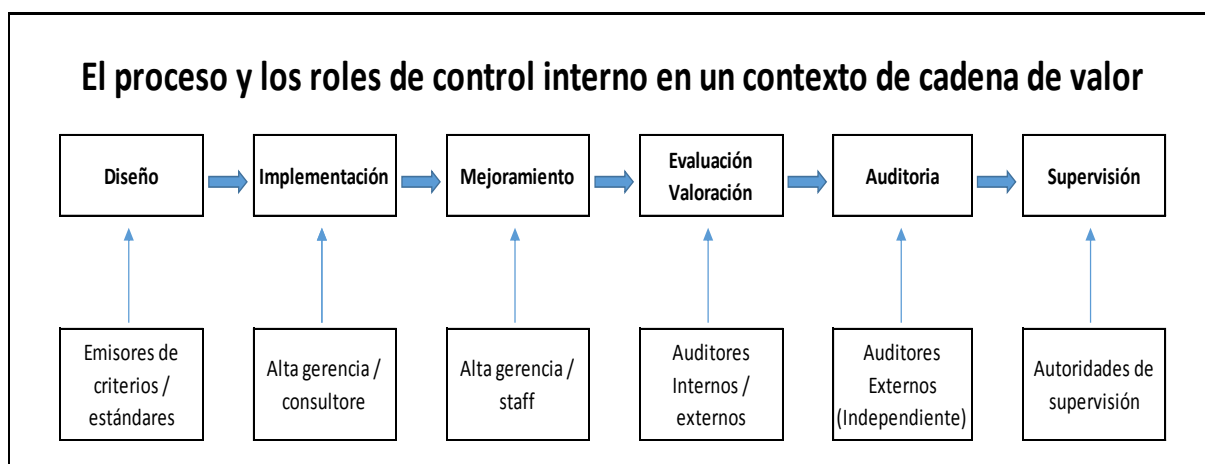 El proceso y los roles de control interno en un contexto de cadena de valor
Diseño
Implementación
Mejoramiento
Evaluación
Valoración
Auditoria
Supervisión
Emisores de
criterios /
estándares
Alta gerencia /
consultore
Alta gerencia /
staff
Auditores
Internos /
externos
Auditores
Externos
(Independiente)
Autoridades de
supervisión